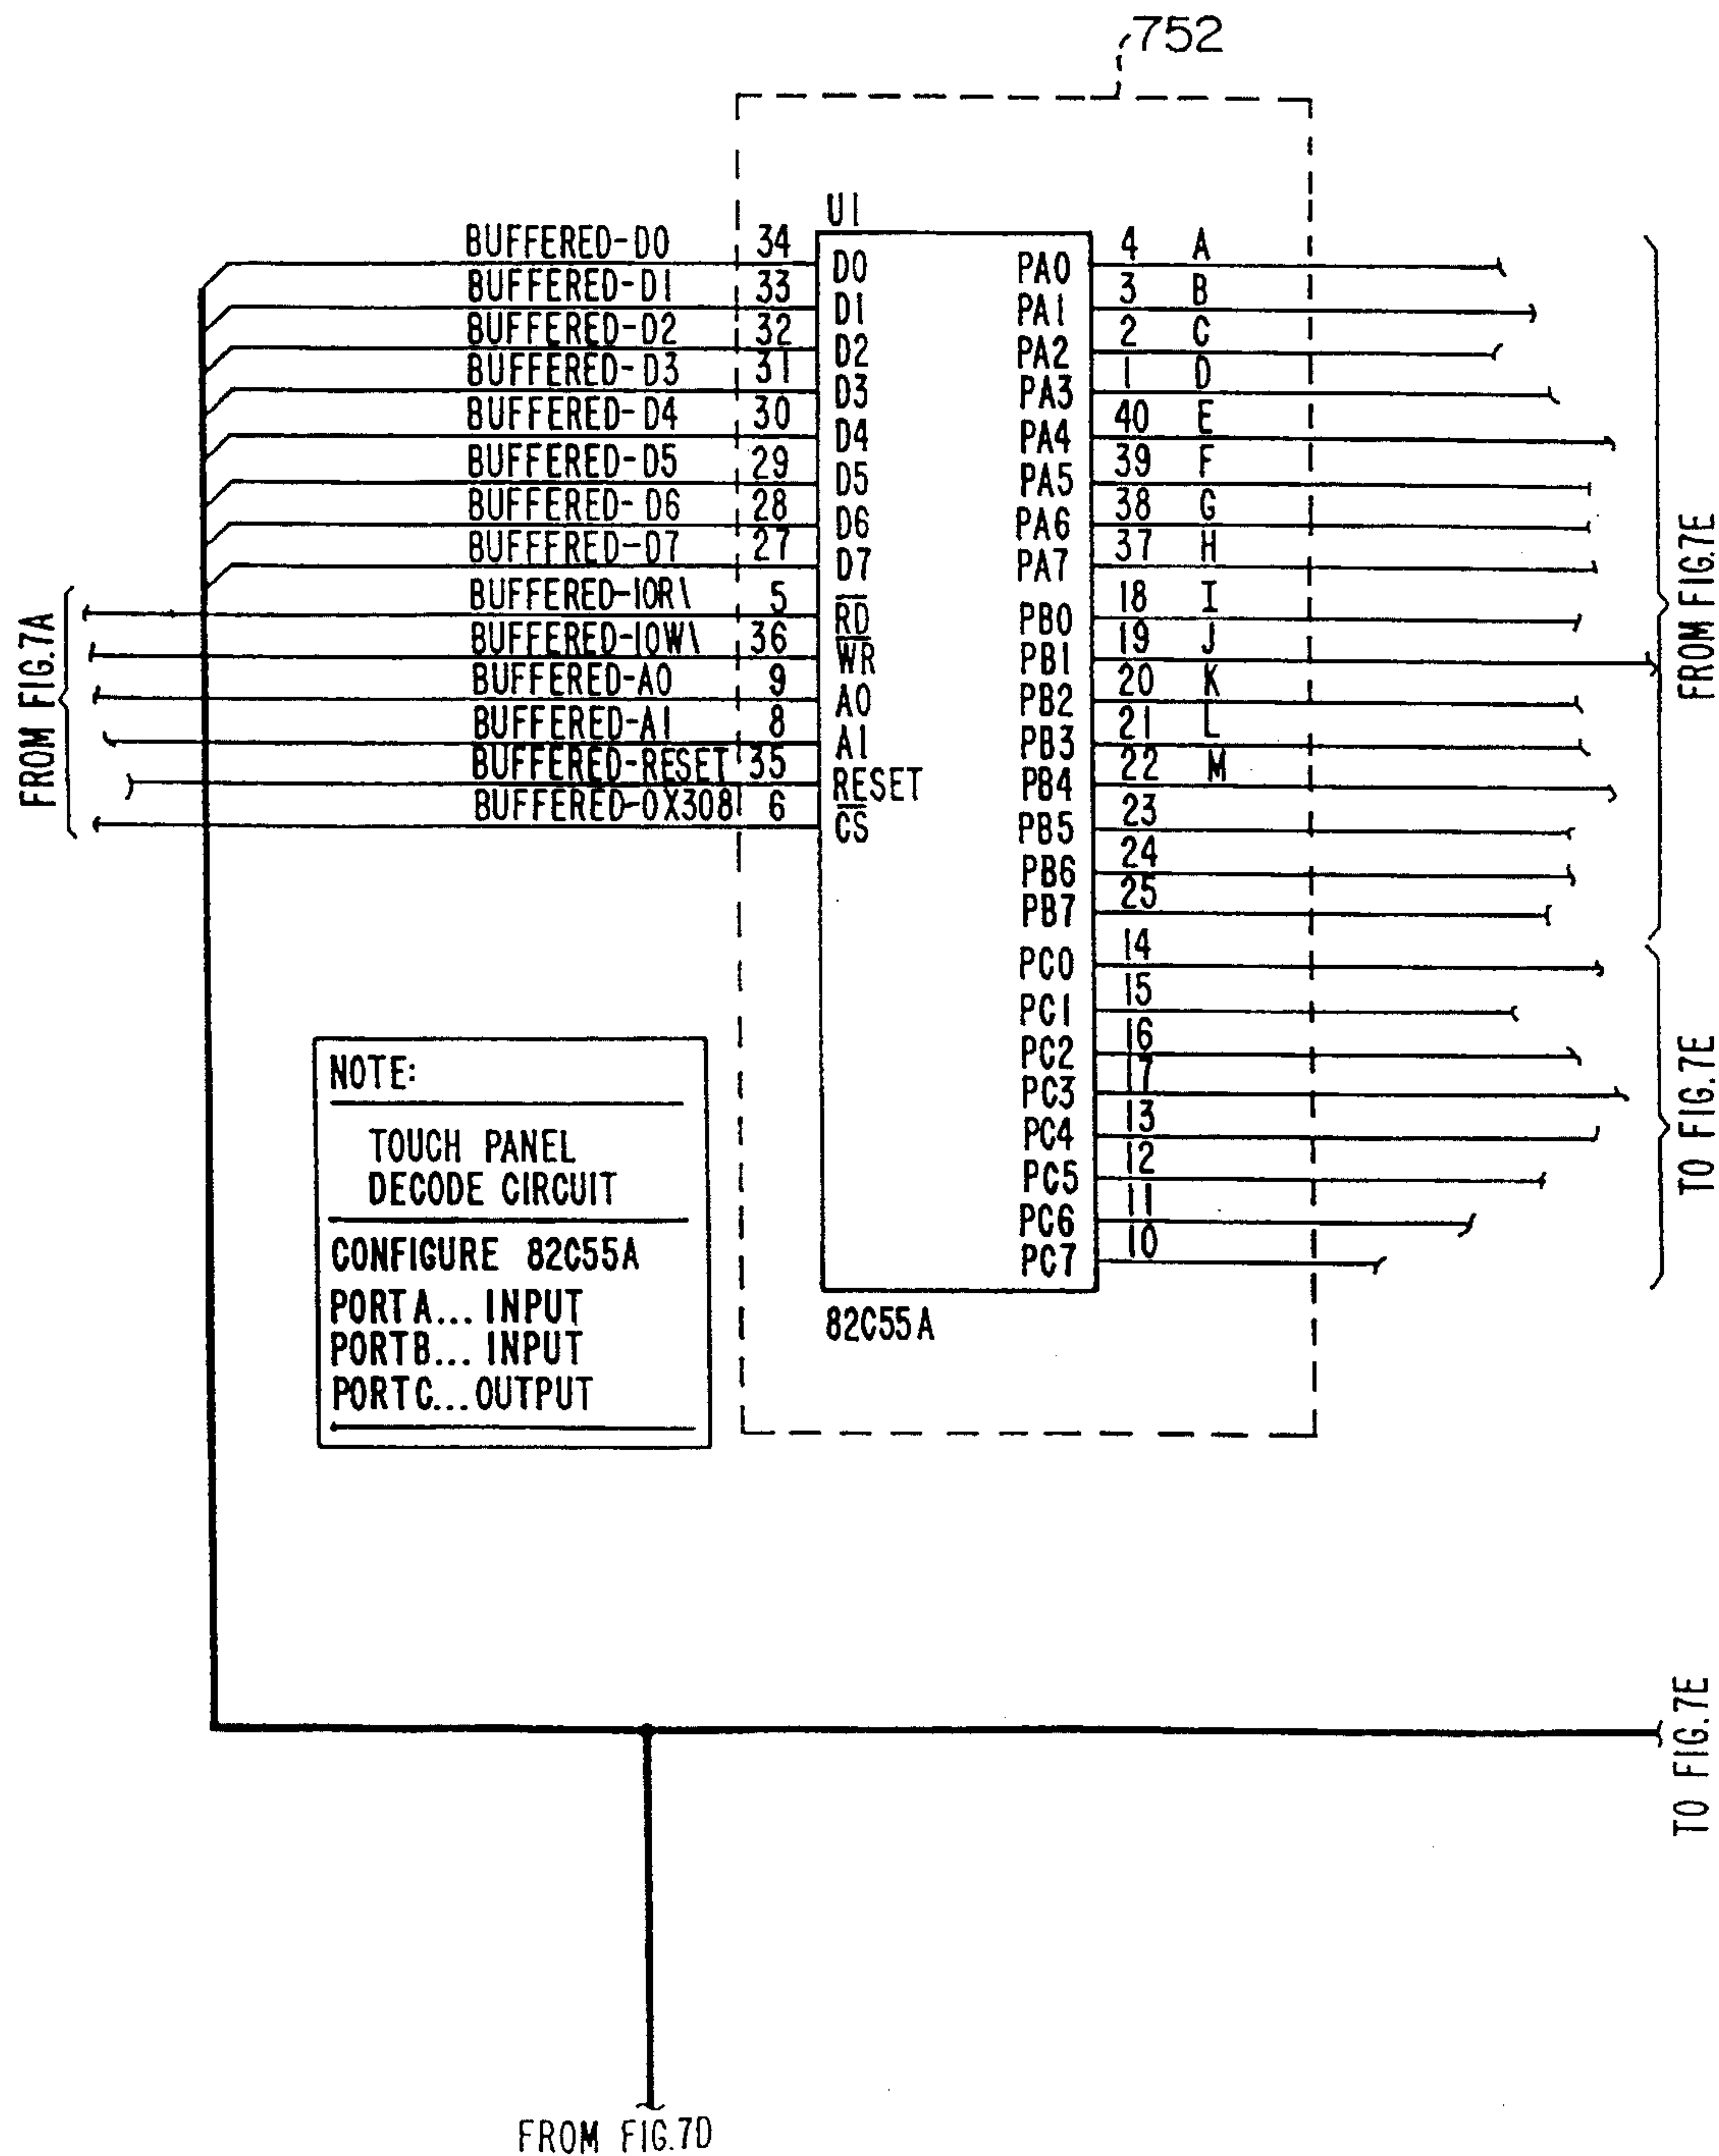 752
U1
BUFFERED-D0 34 D0 PA0 4 A
BUFFERED-D1 33 D1 PA1 3 B
BUFFERED-D2 32 D2 PA2 2 C
BUFFERED-D3 31 D3 PA3 1 D
BUFFERED-D4 30 D4 PA4 40 E
BUFFERED-D5 29 D5 PA5 39 F
BUFFERED-D6 28 D6 PA6 38 G
BUFFERED-D7 27 D7 PA7 37 H
BUFFERED-IOR\ 5 RD PB0 18 I
BUFFERED-IOW\ 36 WR PB1 19 J
BUFFERED-A0 9 A0 PB2 20 K
BUFFERED-A1 8 A1 PB3 21 L
BUFFERED-RESET 35 RESET PB4 22 M
BUFFERED-0X308 6 CS PB5 23
PB6 24
PB7 25
PC0 14
PC1 15
PC2 16
PC3 17
PC4 13
PC5 12
PC6 11
PC7 10
82C55A
FROM FIG.7A
FROM FIG.7E
TO FIG.7E
NOTE:
TOUCH PANEL
DECODE CIRCUIT
CONFIGURE 82C55A
PORT A... INPUT
PORT B... INPUT
PORT C... OUTPUT
TO FIG.7E
FROM FIG.7D